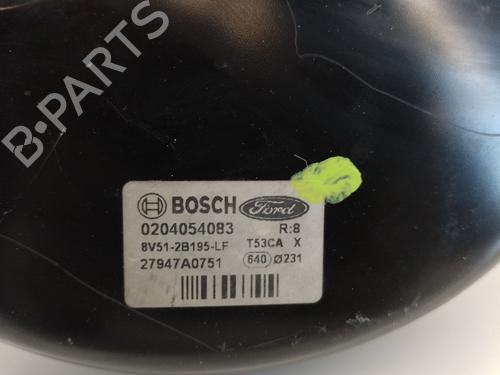 B-PARTS
BOSCH Ford
0204054083 R:8
8V51-2B195-LF T53CA X
27947A0751 640 Ø231